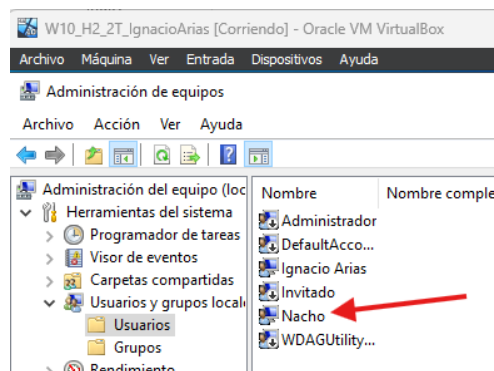 W10_H2_2T_IgnacioArias [Corriendo] - Oracle VM VirtualBox
Archivo Máquina Ver Entrada Dispositivos Ayuda
Administración de equipos
Archivo Acción Ver Ayuda
Administración del equipo (loc
Herramientas del sistema
Programador de tareas
Visor de eventos
Carpetas compartidas
Usuarios y grupos local
Usuarios
Grupos
Rendimiento
Nombre Nombre comple
Administrador
DefaultAcco...
Ignacio Arias
Invitado
Nacho
WDAGUtility...